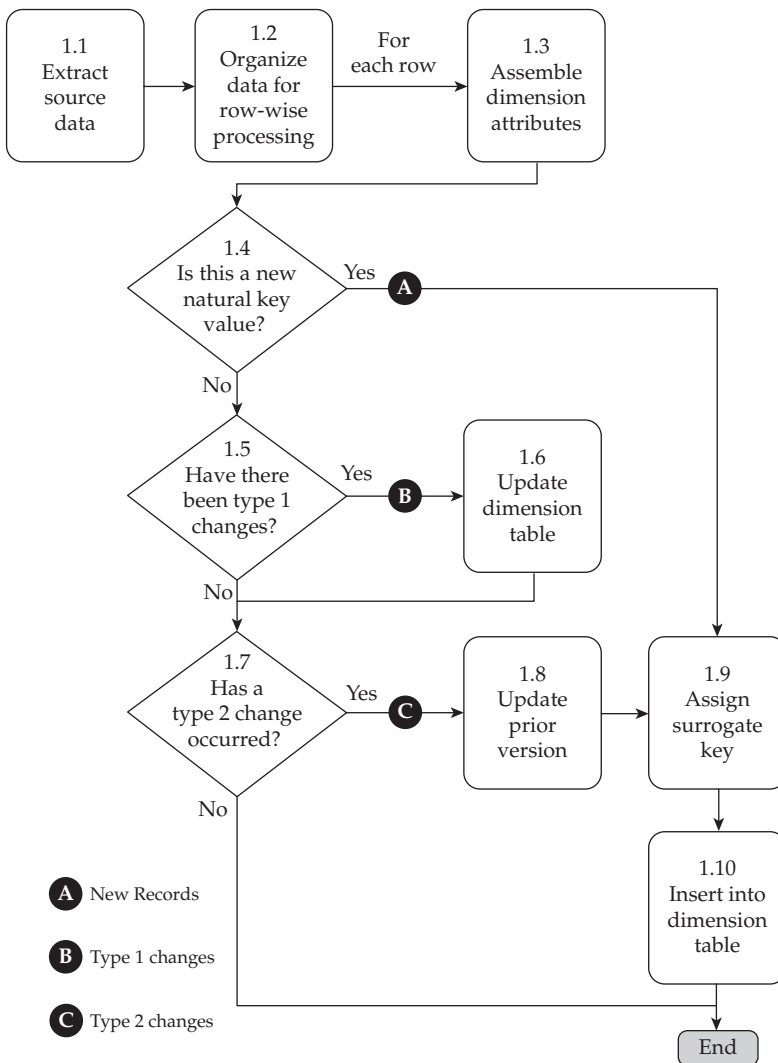 1.1
Extract
source
data
1.2
Organize
data for
row-wise
processing
For
each row
1.3
Assemble
dimension
attributes
1.4
Is this a new
natural key
value?
Yes
A
No
1.5
Have there
been type 1
changes?
Yes
B
1.6
Update
dimension
table
No
1.7
Has a
type 2 change
occurred?
Yes
C
1.8
Update
prior
version
1.9
Assign
surrogate
key
No
1.10
Insert into
dimension
table
A New Records
B Type 1 changes
C Type 2 changes
End